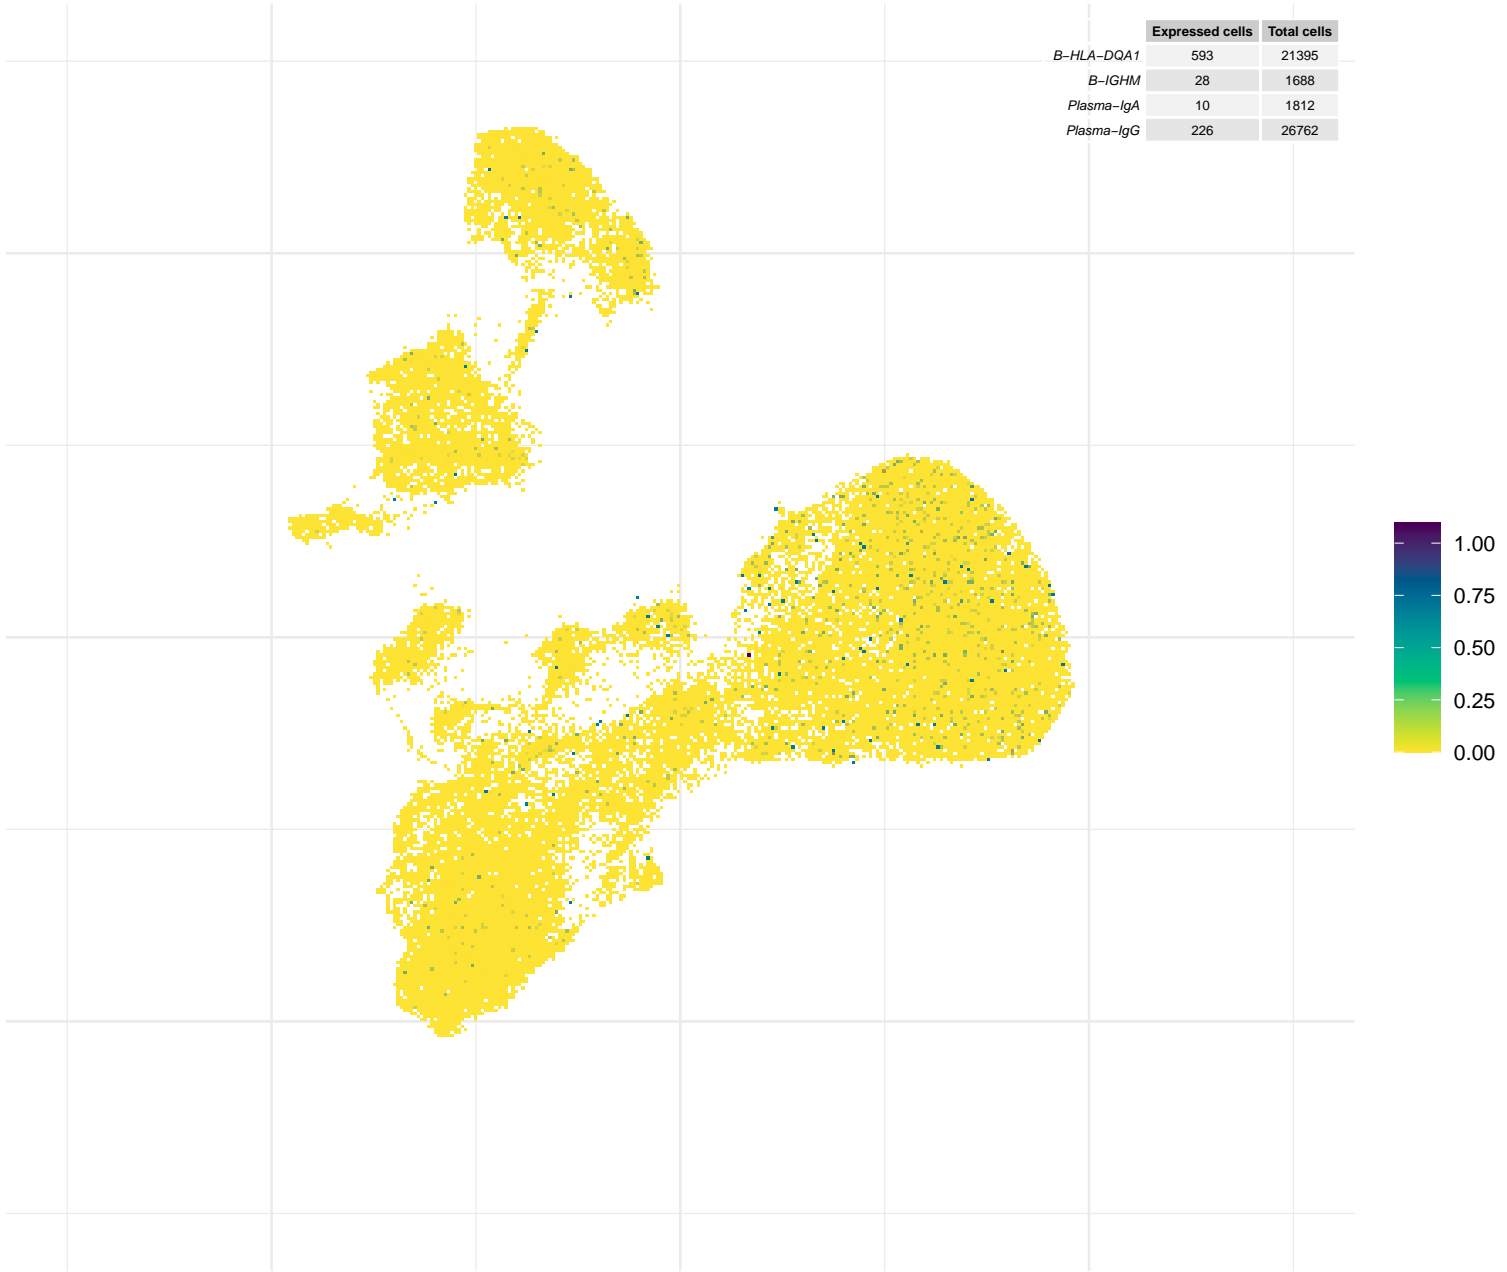 Expressed cells Total cells
B−HLA−DQA1 593 21395
B−IGHM 28 1688
Plasma−IgA 10 1812
Plasma−IgG 226 26762
1.00
0.75
0.50
0.25
0.00